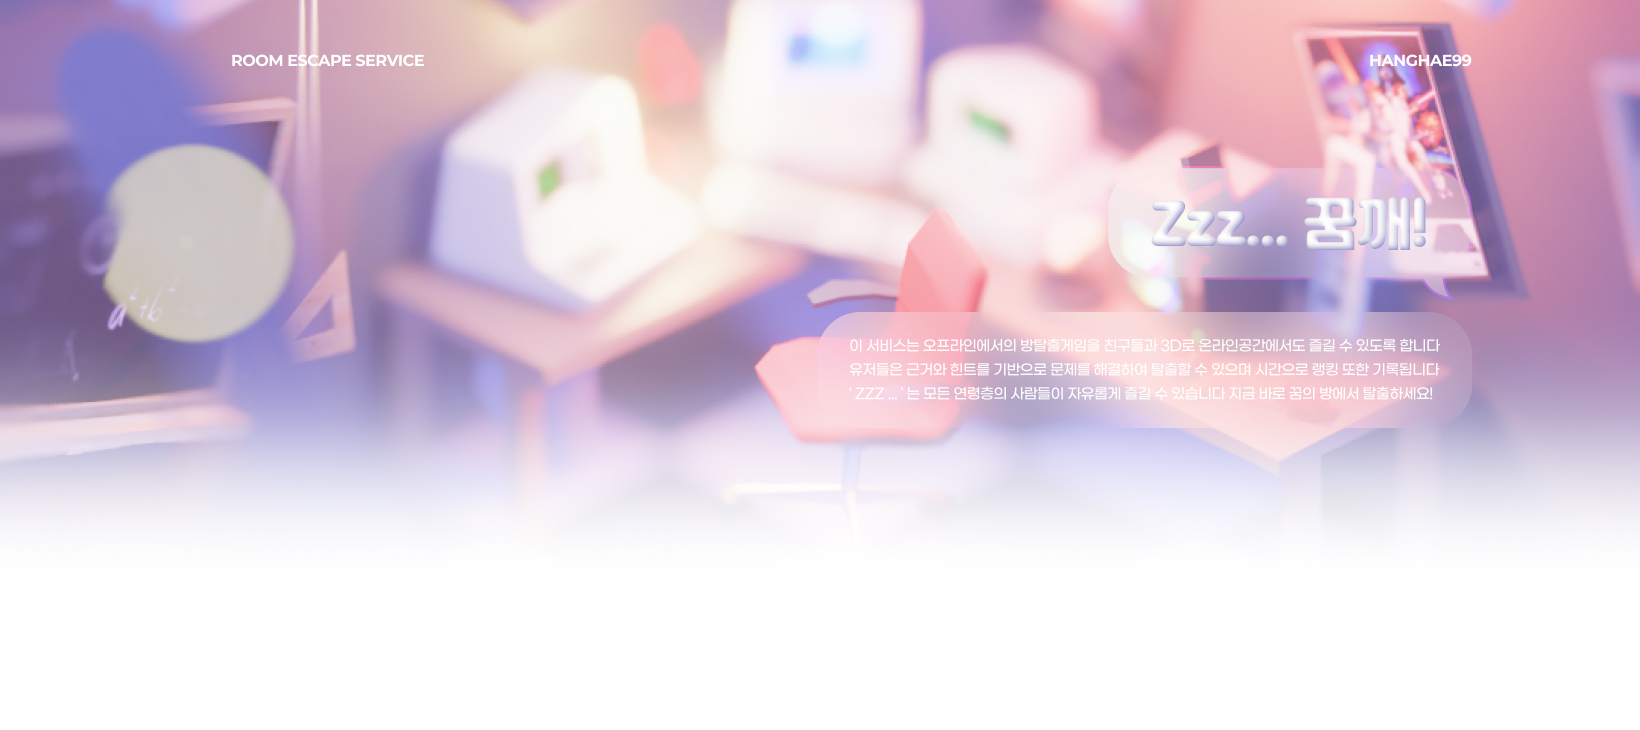 ROOM ESCAPE SERVICE
HANGHAE99
Zzz... 꿈깨!
이 서비스는 오프라인에서의 방탈출게임을 친구들과 3D로 온라인공간에서도 즐길 수 있도록 합니다
유저들은 근거와 힌트를 기반으로 문제를 해결하여 탈출할 수 있으며 시간으로 랭킹 또한 기록됩니다
' ZZZ ... ' 는 모든 연령층의 사람들이 자유롭게 즐길 수 있습니다 지금 바로 꿈의 방에서 탈출하세요!
a²+b²